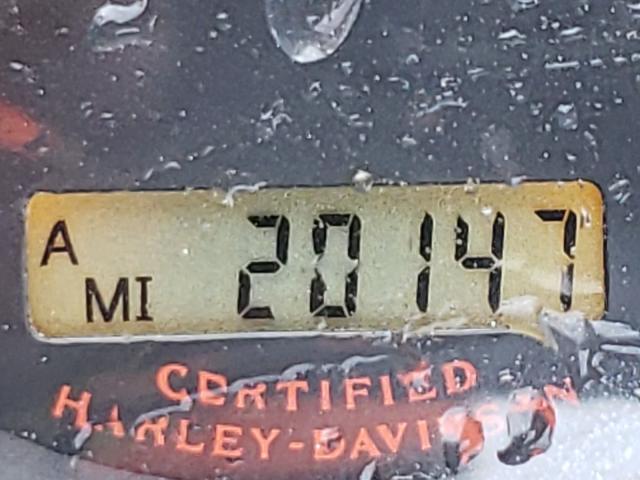 A 20147
MI
CERTIFIED
HARLEY-DAVIDSON